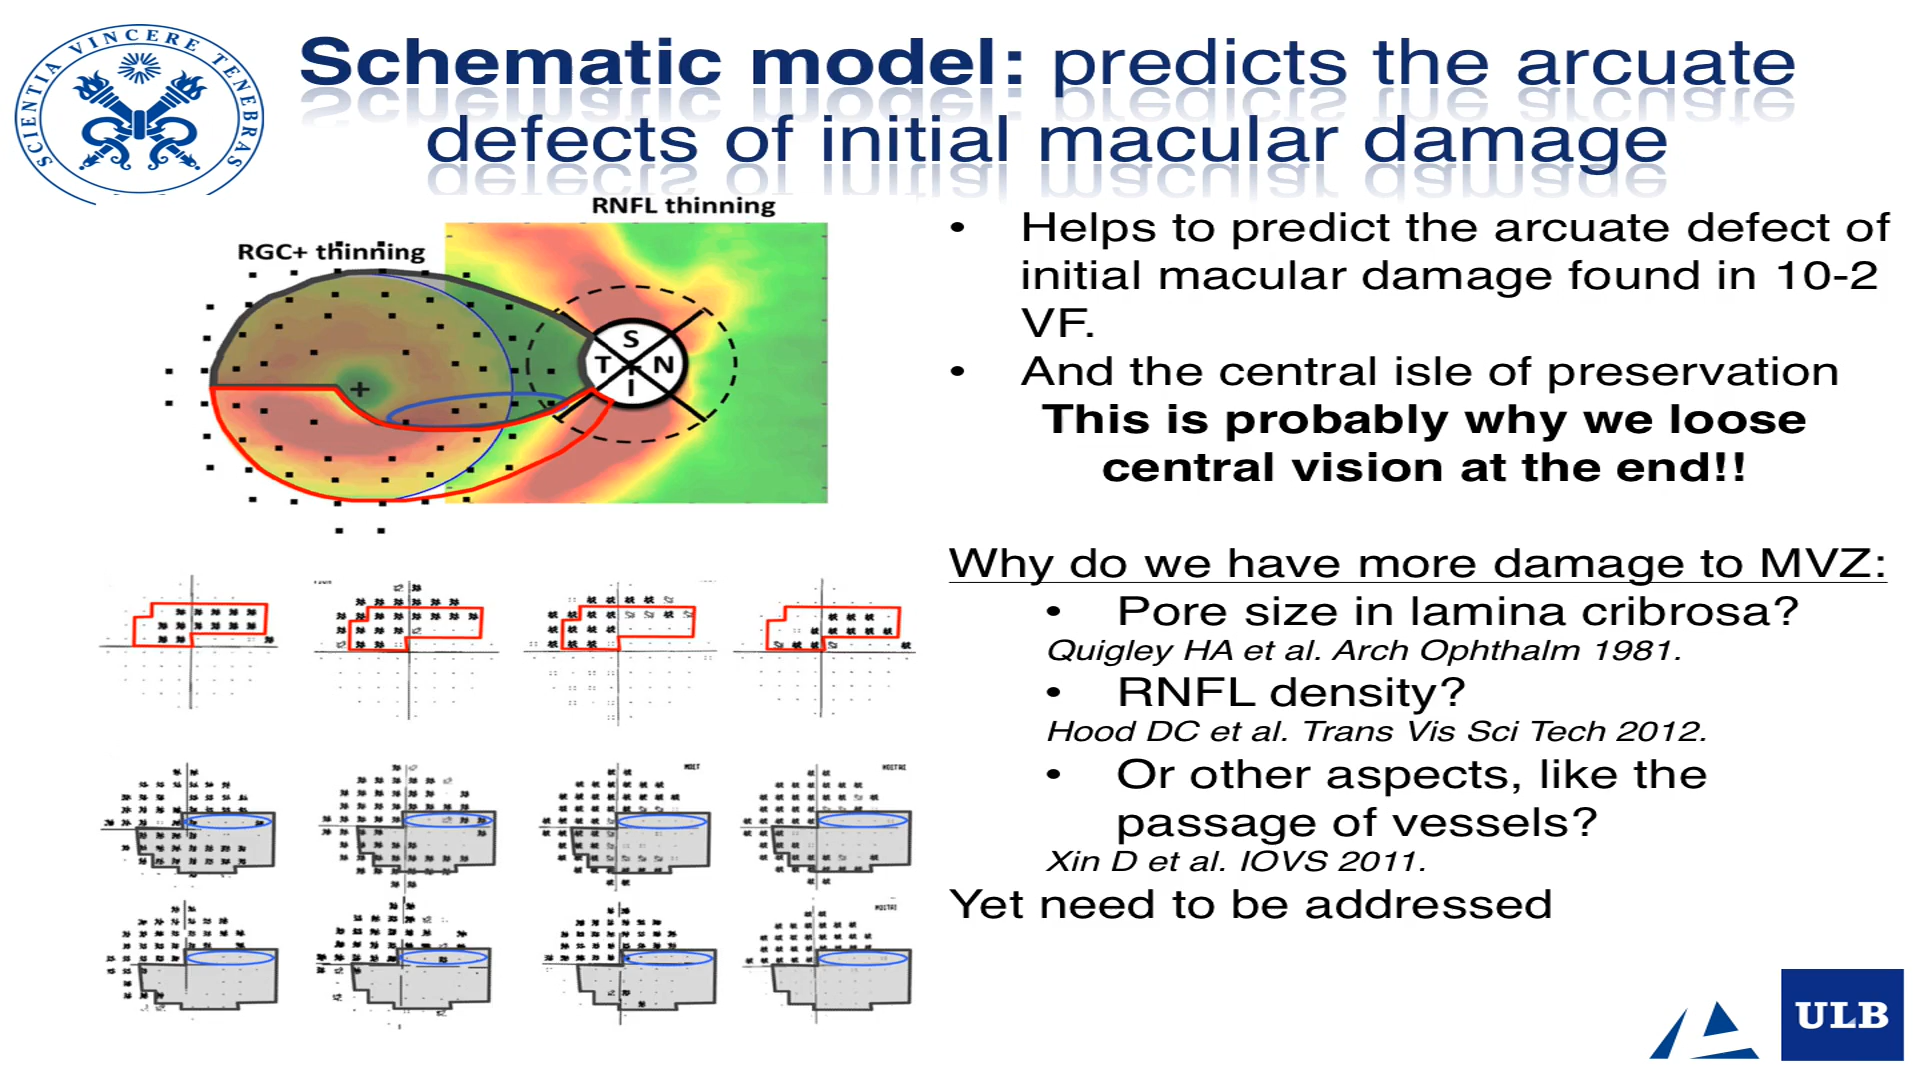 SCIENTIA VINCERE TENEBRAS
Schematic model: predicts the arcuate
defects of initial macular damage
RNFL thinning
RGC+ thinning
S
T N
I
• Helps to predict the arcuate defect of
initial macular damage found in 10-2
VF.
• And the central isle of preservation
This is probably why we loose
central vision at the end!!
Why do we have more damage to MVZ:
• Pore size in lamina cribrosa?
Quigley HA et al. Arch Ophthalm 1981.
• RNFL density?
Hood DC et al. Trans Vis Sci Tech 2012.
• Or other aspects, like the
passage of vessels?
Xin D et al. IOVS 2011.
Yet need to be addressed
ULB